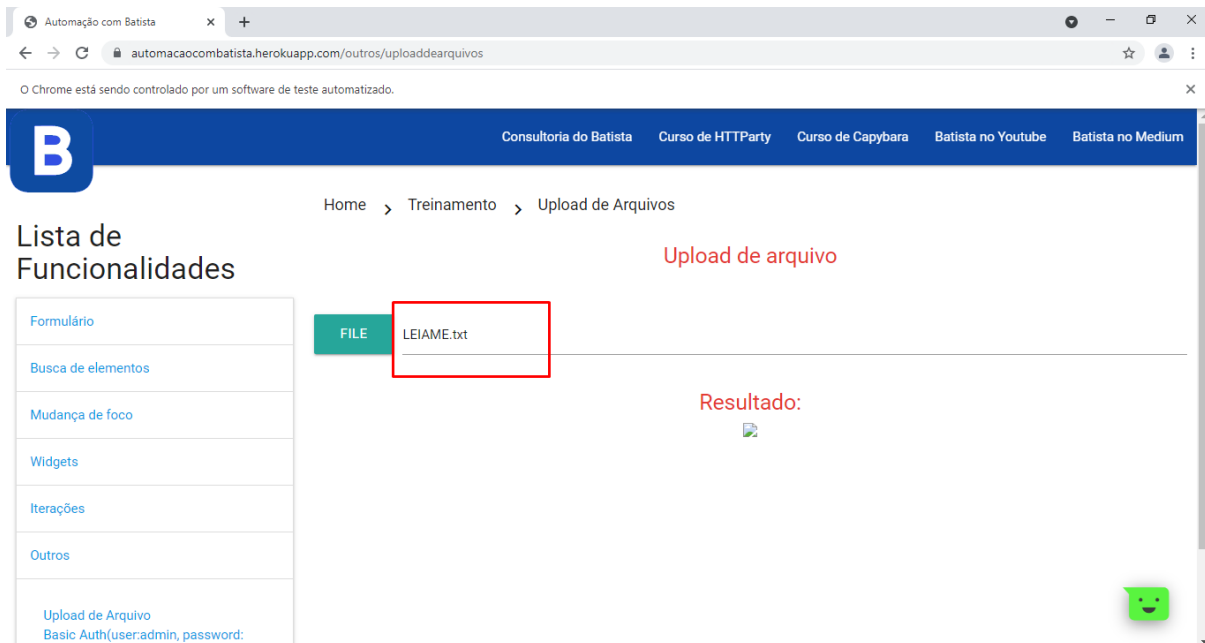 Automação com Batista
automacaocombatista.herokuapp.com/outros/uploaddearquivos
O Chrome está sendo controlado por um software de teste automatizado.
B
Consultoria do Batista Curso de HTTParty Curso de Capybara Batista no Youtube Batista no Medium
Home > Treinamento > Upload de Arquivos
Lista de
Funcionalidades
Formulário
Busca de elementos
Mudança de foco
Widgets
Iterações
Outros
Upload de Arquivo
Basic Auth(user:admin, password:
Upload de arquivo
FILE LEIAME.txt
Resultado: